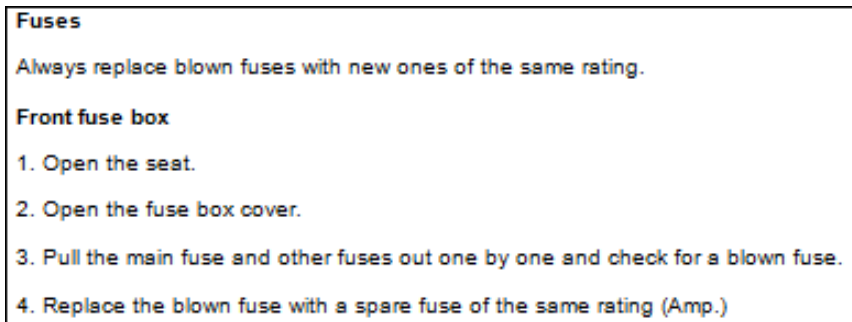 Fuses
Always replace blown fuses with new ones of the same rating.
Front fuse box
1. Open the seat.
2. Open the fuse box cover.
3. Pull the main fuse and other fuses out one by one and check for a blown fuse.
4. Replace the blown fuse with a spare fuse of the same rating (Amp.)